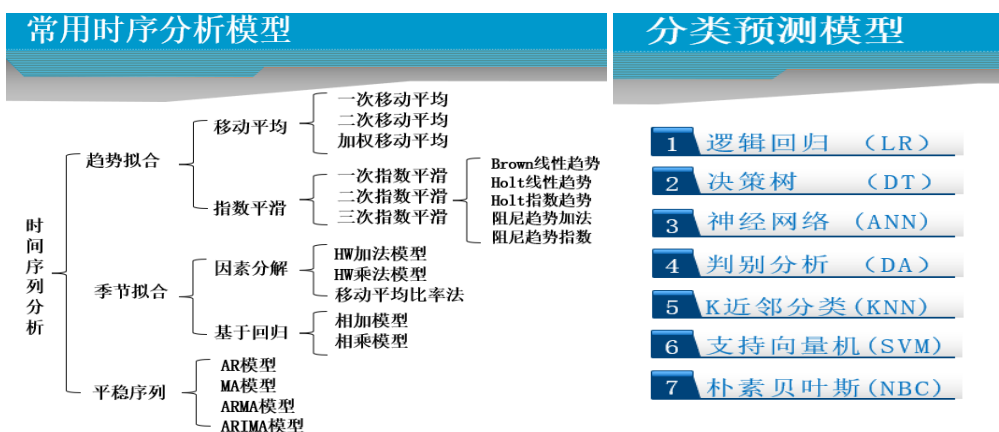 常用时序分析模型
时间序列分析
趋势拟合
移动平均
一次移动平均
二次移动平均
加权移动平均
指数平滑
一次指数平滑
二次指数平滑
三次指数平滑
Brown线性趋势
Holt线性趋势
Holt指数趋势
阻尼趋势加法
阻尼趋势指数
季节拟合
因素分解
HW加法模型
HW乘法模型
移动平均比率法
基于回归
相加模型
相乘模型
平稳序列
AR模型
MA模型
ARMA模型
ARIMA模型
分类预测模型
1 逻辑回归 (LR)
2 决策树 (DT)
3 神经网络 (ANN)
4 判别分析 (DA)
5 K近邻分类(KNN)
6 支持向量机(SVM)
7 朴素贝叶斯(NBC)